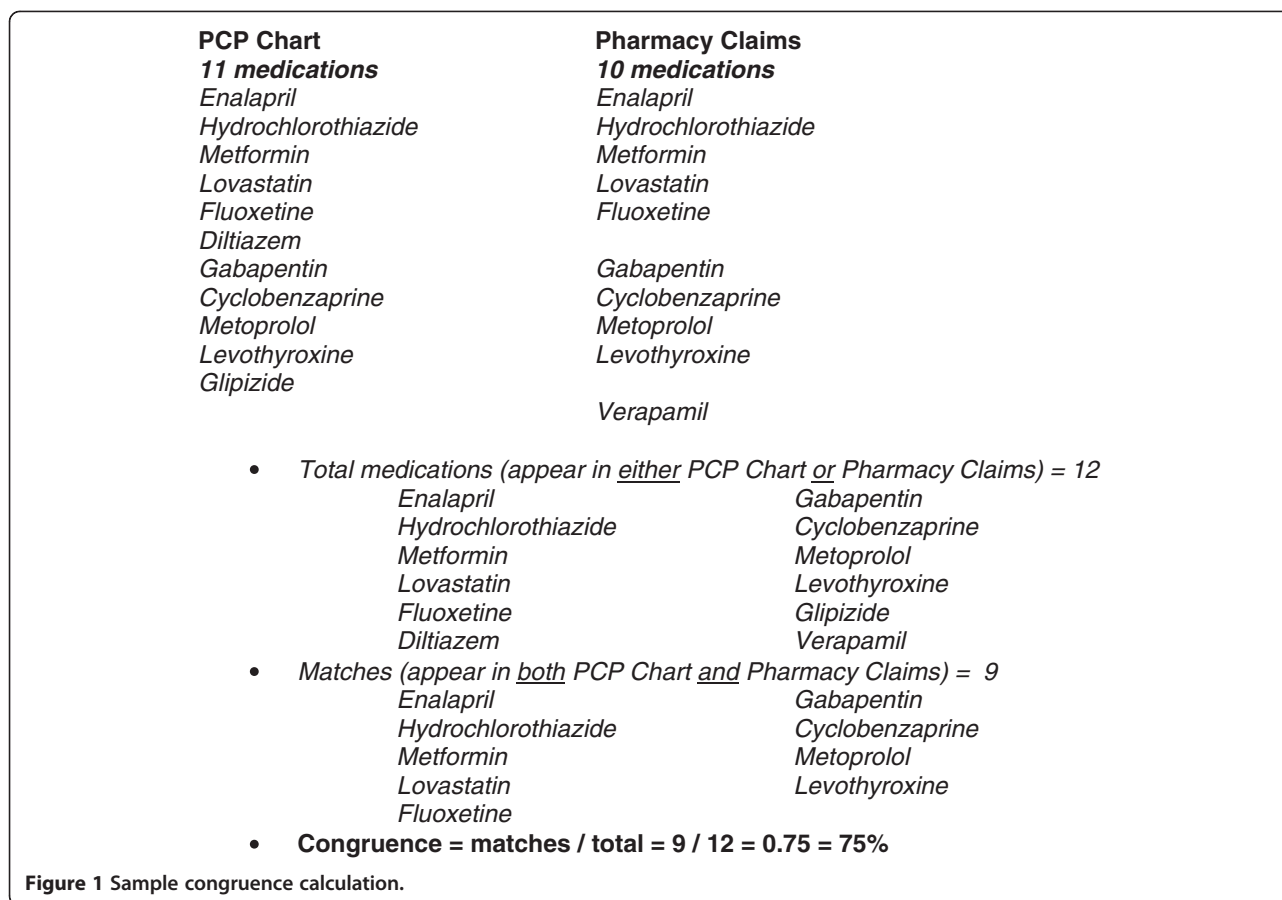 PCP Chart Pharmacy Claims
11 medications 10 medications
Enalapril Enalapril
Hydrochlorothiazide Hydrochlorothiazide
Metformin Metformin
Lovastatin Lovastatin
Fluoxetine Fluoxetine
Diltiazem
Gabapentin Gabapentin
Cyclobenzaprine Cyclobenzaprine
Metoprolol Metoprolol
Levothyroxine Levothyroxine
Glipizide
Verapamil
• Total medications (appear in either PCP Chart or Pharmacy Claims) = 12
Enalapril Gabapentin
Hydrochlorothiazide Cyclobenzaprine
Metformin Metoprolol
Lovastatin Levothyroxine
Fluoxetine Glipizide
Diltiazem Verapamil
• Matches (appear in both PCP Chart and Pharmacy Claims) = 9
Enalapril Gabapentin
Hydrochlorothiazide Cyclobenzaprine
Metformin Metoprolol
Lovastatin Levothyroxine
Fluoxetine
• Congruence = matches / total = 9 / 12 = 0.75 = 75%
Figure 1 Sample congruence calculation.